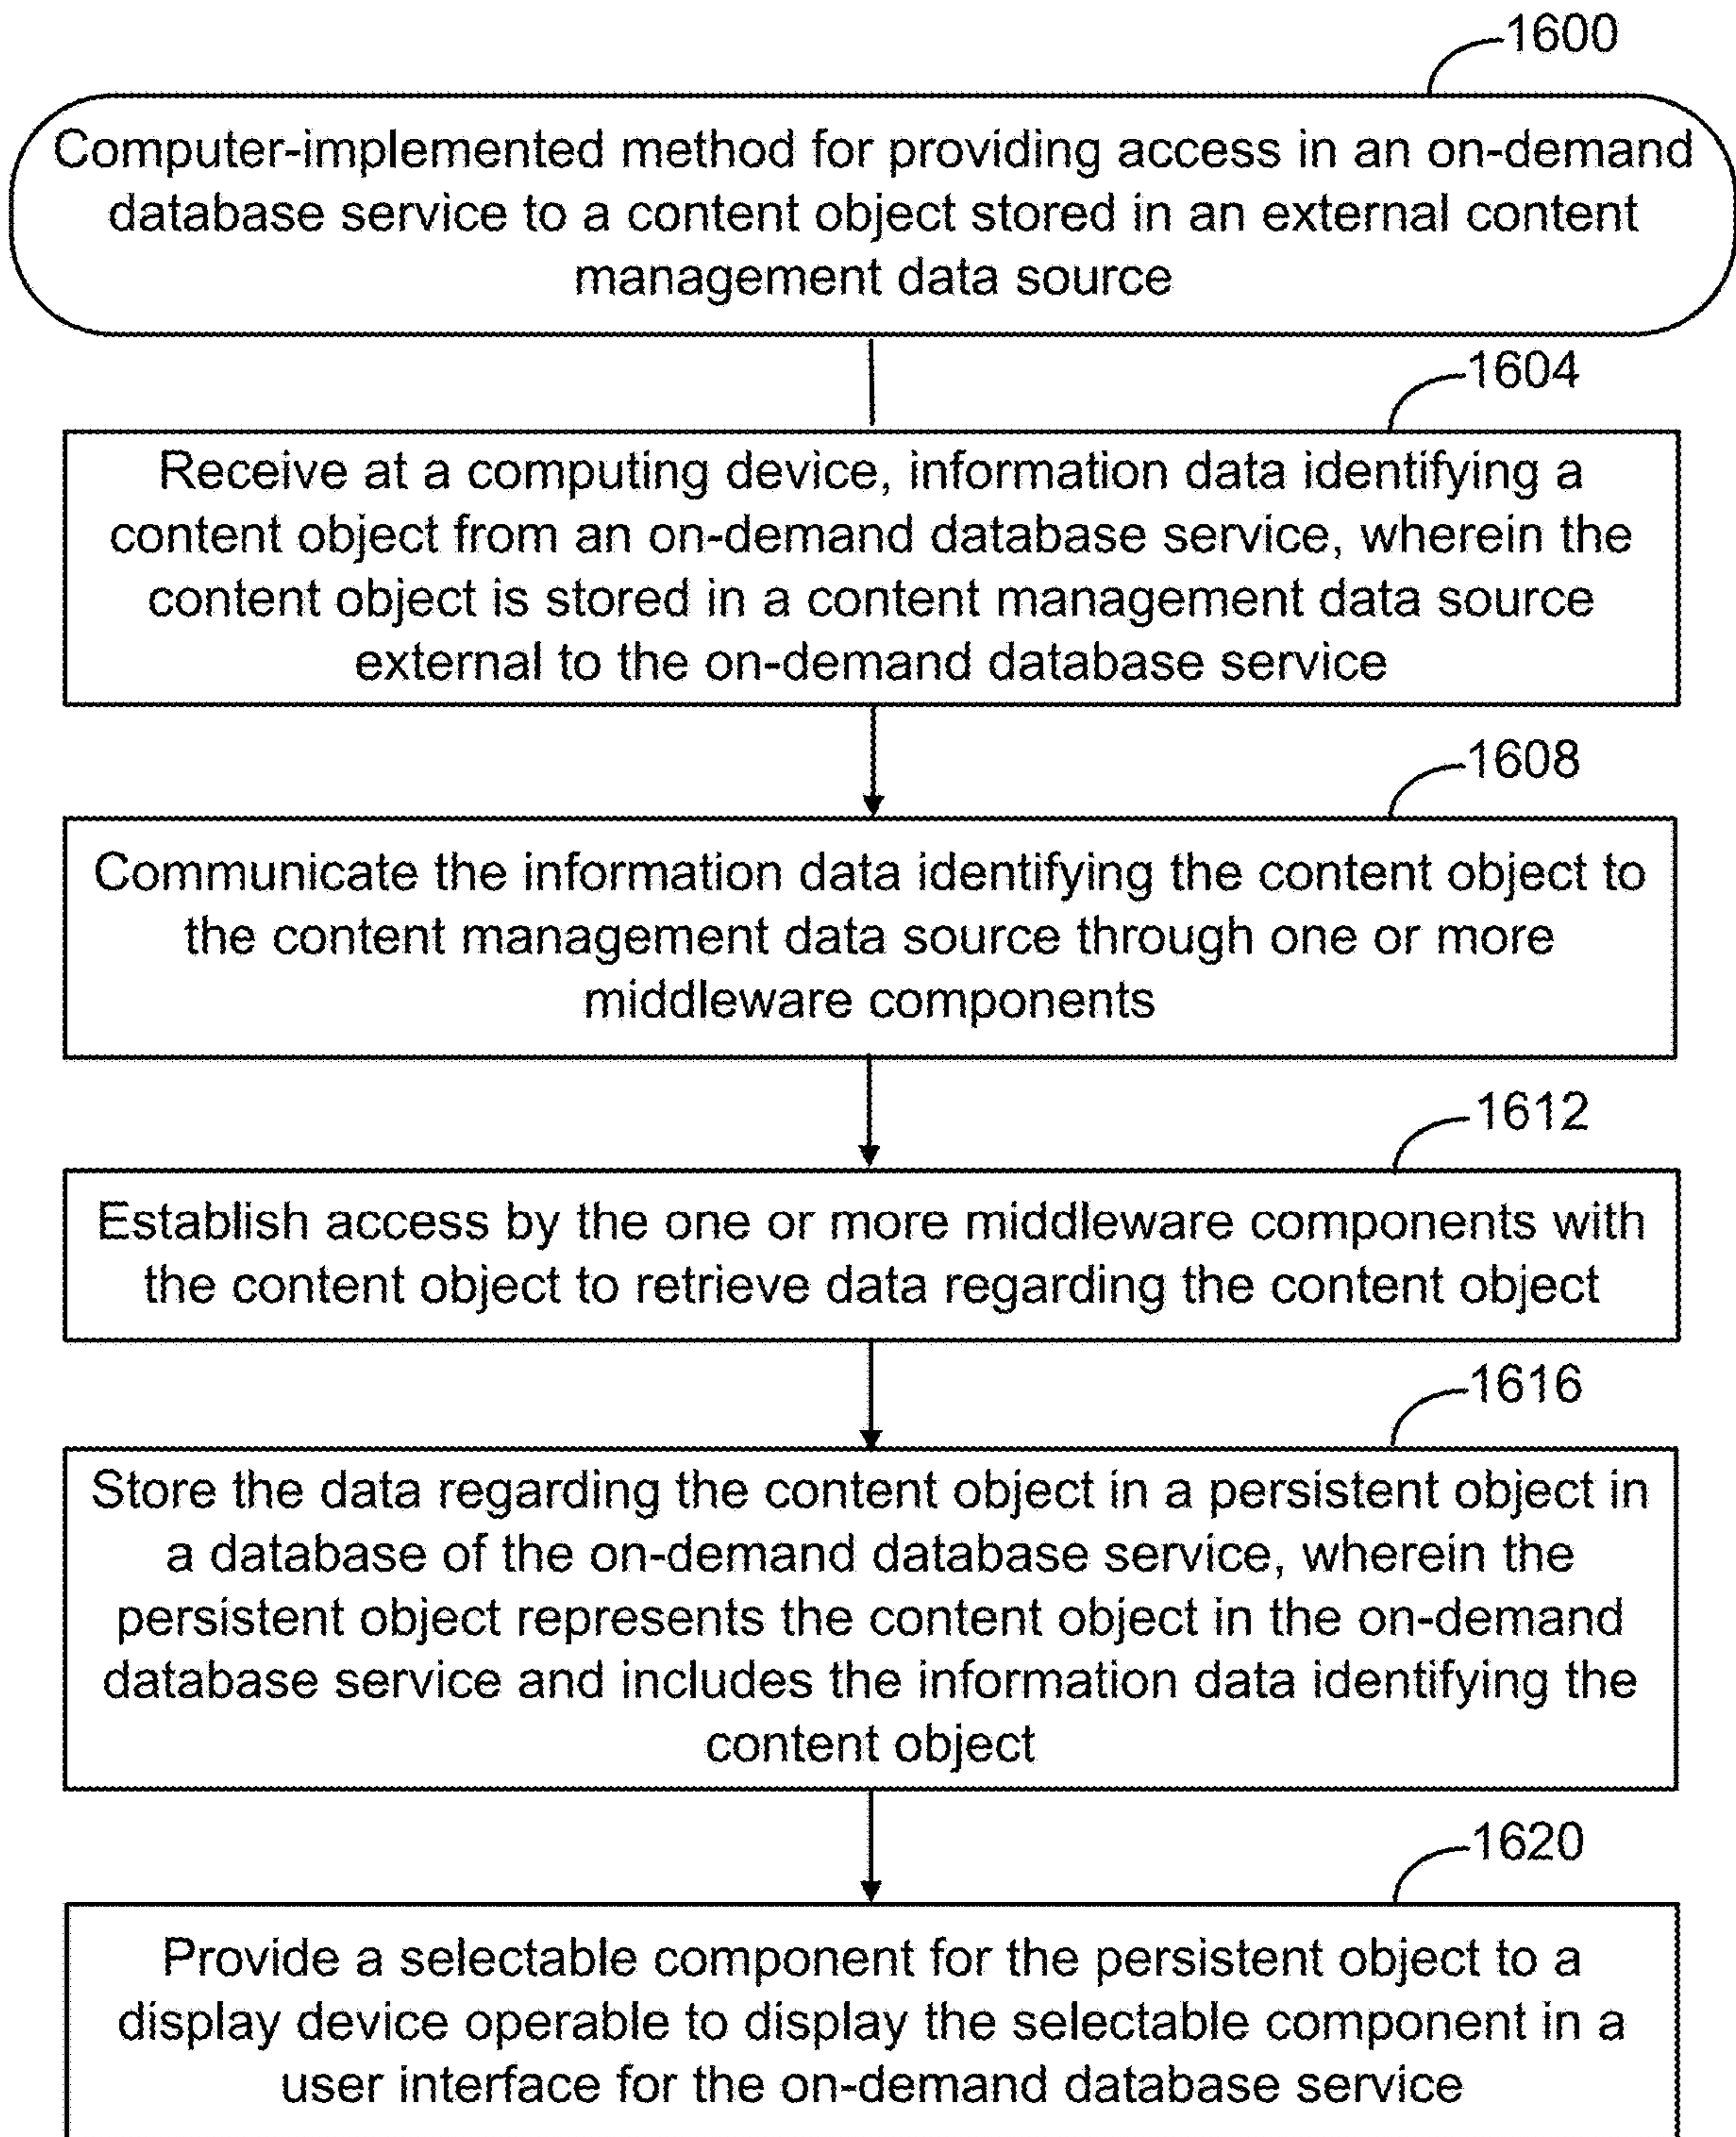 1600
Computer-implemented method for providing access in an on-demand
database service to a content object stored in an external content
management data source
1604
Receive at a computing device, information data identifying a
content object from an on-demand database service, wherein the
content object is stored in a content management data source
external to the on-demand database service
1608
Communicate the information data identifying the content object to
the content management data source through one or more
middleware components
1612
Establish access by the one or more middleware components with
the content object to retrieve data regarding the content object
1616
Store the data regarding the content object in a persistent object in
a database of the on-demand database service, wherein the
persistent object represents the content object in the on-demand
database service and includes the information data identifying the
content object
1620
Provide a selectable component for the persistent object to a
display device operable to display the selectable component in a
user interface for the on-demand database service